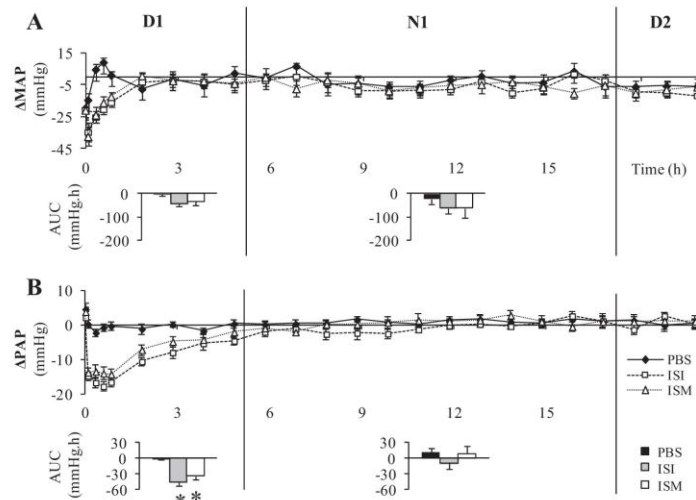 D1 N1 D2
A
ΔMAP
(mmHg)
15
-5
-25
-45
0 3 6 9 12 15 Time (h)
AUC
(mmHg.h)
0
-100
-200
0
-100
-200
B
ΔPAP
(mmHg)
10
0
-10
-20
0 3 6 9 12 15
PBS
ISI
ISM
AUC
(mmHg.h)
30
0
-30
-60
* *
30
0
-30
-60
PBS
ISI
ISM